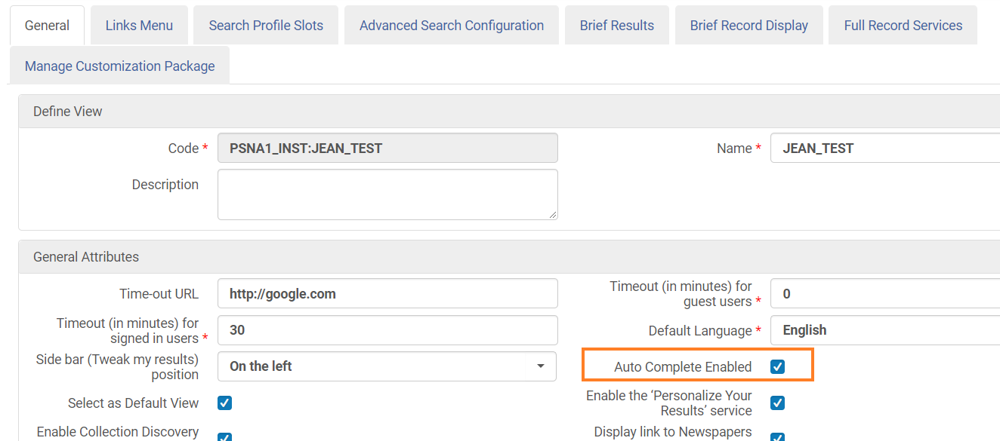 General
Links Menu
Search Profile Slots
Advanced Search Configuration
Brief Results
Brief Record Display
Full Record Services
Manage Customization Package
Define View
Code *
PSNA1_INST:JEAN_TEST
Name *
JEAN_TEST
Description
General Attributes
Time-out URL
http://google.com
Timeout (in minutes) for
guest users *
0
Timeout (in minutes) for
signed in users *
30
Default Language *
English
Side bar (Tweak my results)
position
On the left
Auto Complete Enabled
Select as Default View
Enable the ‘Personalize Your
Results’ service
Enable Collection Discovery
Display link to Newspapers